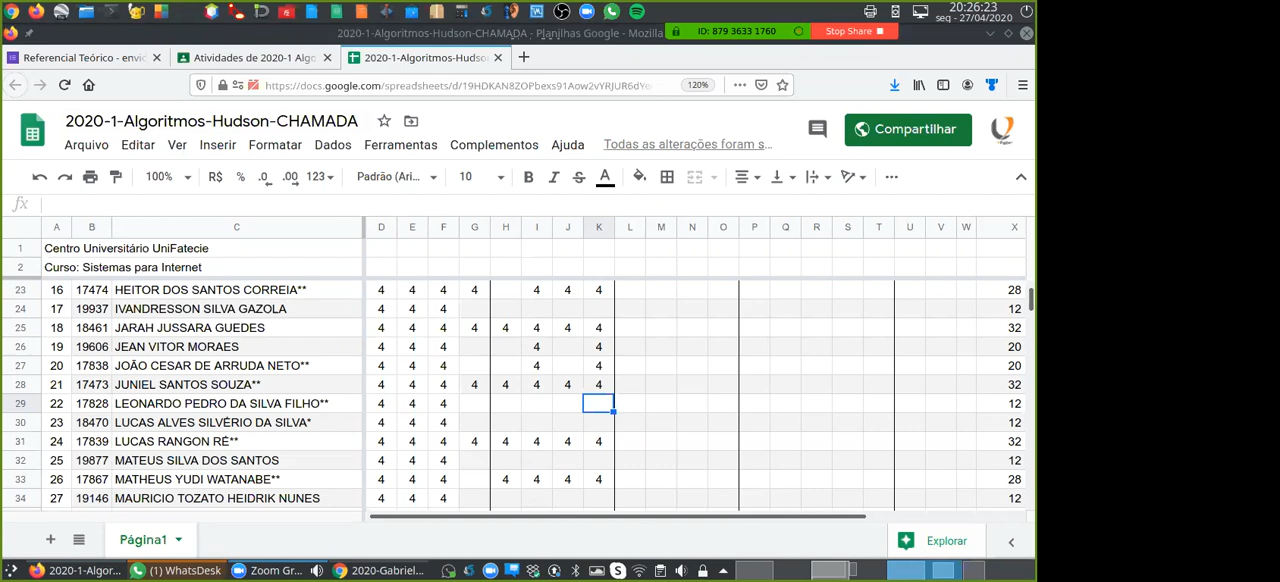 20:26:23
seg - 27/04/2020
2020-1-Algoritmos-Hudson-CHAMADA - Planilhas Google - Mozilla
ID: 879 3633 1760
Stop Share
Referencial Teórico - envio
Atividades de 2020-1 Algo
2020-1-Algoritmos-Hudso
https://docs.google.com/spreadsheets/d/19HDKAN8ZOPbexs91Aow2vYRJUR6dY
120%
2020-1-Algoritmos-Hudson-CHAMADA
Compartilhar
Arquivo Editar Ver Inserir Formatar Dados Ferramentas Complementos Ajuda Todas as alterações foram s...
100% R$ % .0 .00 123 Padrão (Ari... 10 B I S A
fx
A B C D E F G H I J K L M N O P Q R S T U V W X
1 Centro Universitário UniFatecie
2 Curso: Sistemas para Internet
23 16 17474 HEITOR DOS SANTOS CORREIA** 4 4 4 4 4 4 4 28
24 17 19937 IVANDRESSON SILVA GAZOLA 4 4 4 12
25 18 18461 JARAH JUSSARA GUEDES 4 4 4 4 4 4 4 4 32
26 19 19606 JEAN VITOR MORAES 4 4 4 4 4 20
27 20 17838 JOÃO CESAR DE ARRUDA NETO** 4 4 4 4 4 20
28 21 17473 JUNIEL SANTOS SOUZA** 4 4 4 4 4 4 4 4 32
29 22 17828 LEONARDO PEDRO DA SILVA FILHO** 4 4 4 12
30 23 18470 LUCAS ALVES SILVÉRIO DA SILVA* 4 4 4 12
31 24 17839 LUCAS RANGON RÉ** 4 4 4 4 4 4 4 4 32
32 25 19877 MATEUS SILVA DOS SANTOS 4 4 4 12
33 26 17867 MATHEUS YUDI WATANABE** 4 4 4 4 4 4 4 28
34 27 19146 MAURICIO TOZATO HEIDRIK NUNES 4 4 4 12
Página1
Explorar
2020-1-Algor...
(1) WhatsDesk
Zoom Gr...
2020-Gabriel...